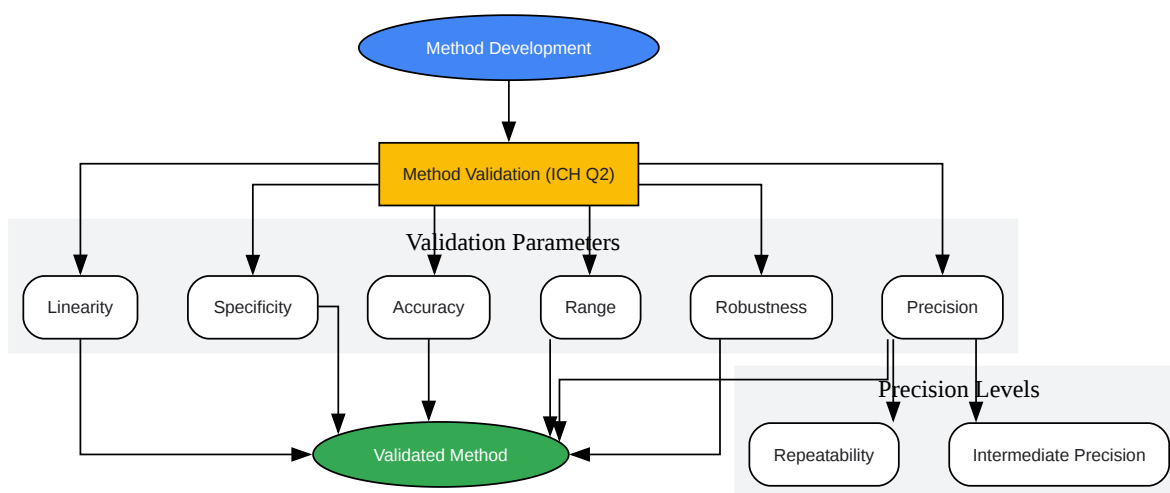 Method Development
Method Validation (ICH Q2)
Validation Parameters
Linearity
Specificity
Accuracy
Range
Robustness
Precision
Precision Levels
Validated Method
Repeatability
Intermediate Precision